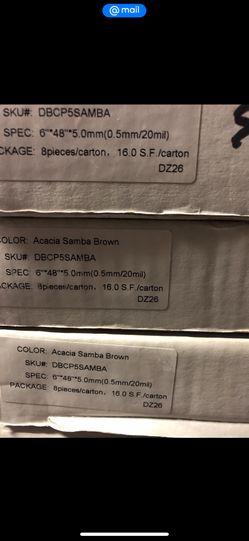 @mail
SKU#: DBCP5SAMBA
SPEC: 6"*48"*5.0mm(0.5mm/20mil)
CKAGE: 8pieces/carton, 16.0 S.F./carton
DZ26
COLOR: Acacia Samba Brown
SKU#: DBCP5SAMBA
SPEC: 6"*48"*5.0mm(0.5mm/20mil)
ACKAGE: 8pieces/carton, 16.0 S.F./carton
DZ26
COLOR: Acacia Samba Brown
SKU#: DBCP5SAMBA
SPEC: 6"*48"*5.0mm(0.5mm/20mil)
PACKAGE: 8pieces/carton, 16.0 S.F./carton
DZ26